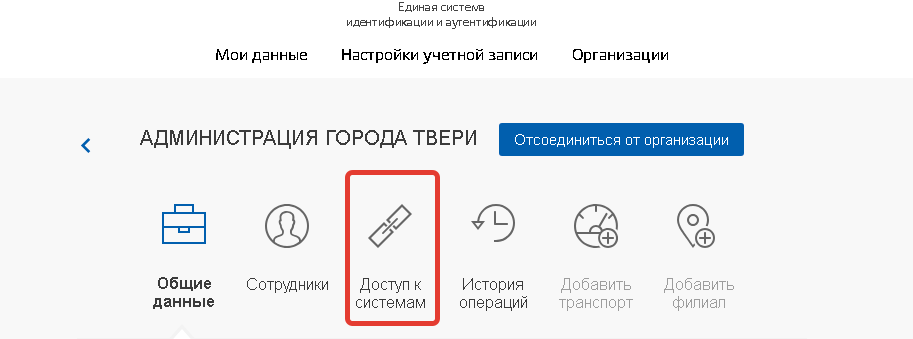 Единая система
идентификации и аутентификации
Мои данные Настройки учетной записи Организации
АДМИНИСТРАЦИЯ ГОРОДА ТВЕРИ Отсоединиться от организации
Общие
данные
Сотрудники
Доступ к
системам
История
операций
Добавить
транспорт
Добавить
филиал